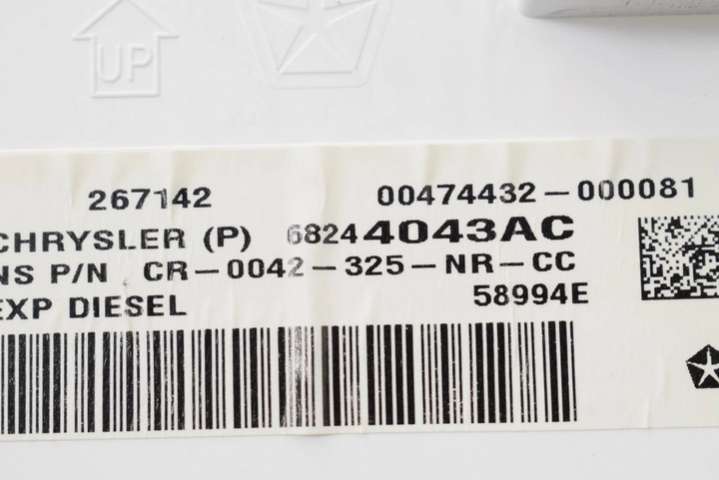 UP
267142 00474432-000081
CHRYSLER (P) 68244043AC
NS P/N CR-0042-325-NR-CC
EXP DIESEL 58994E